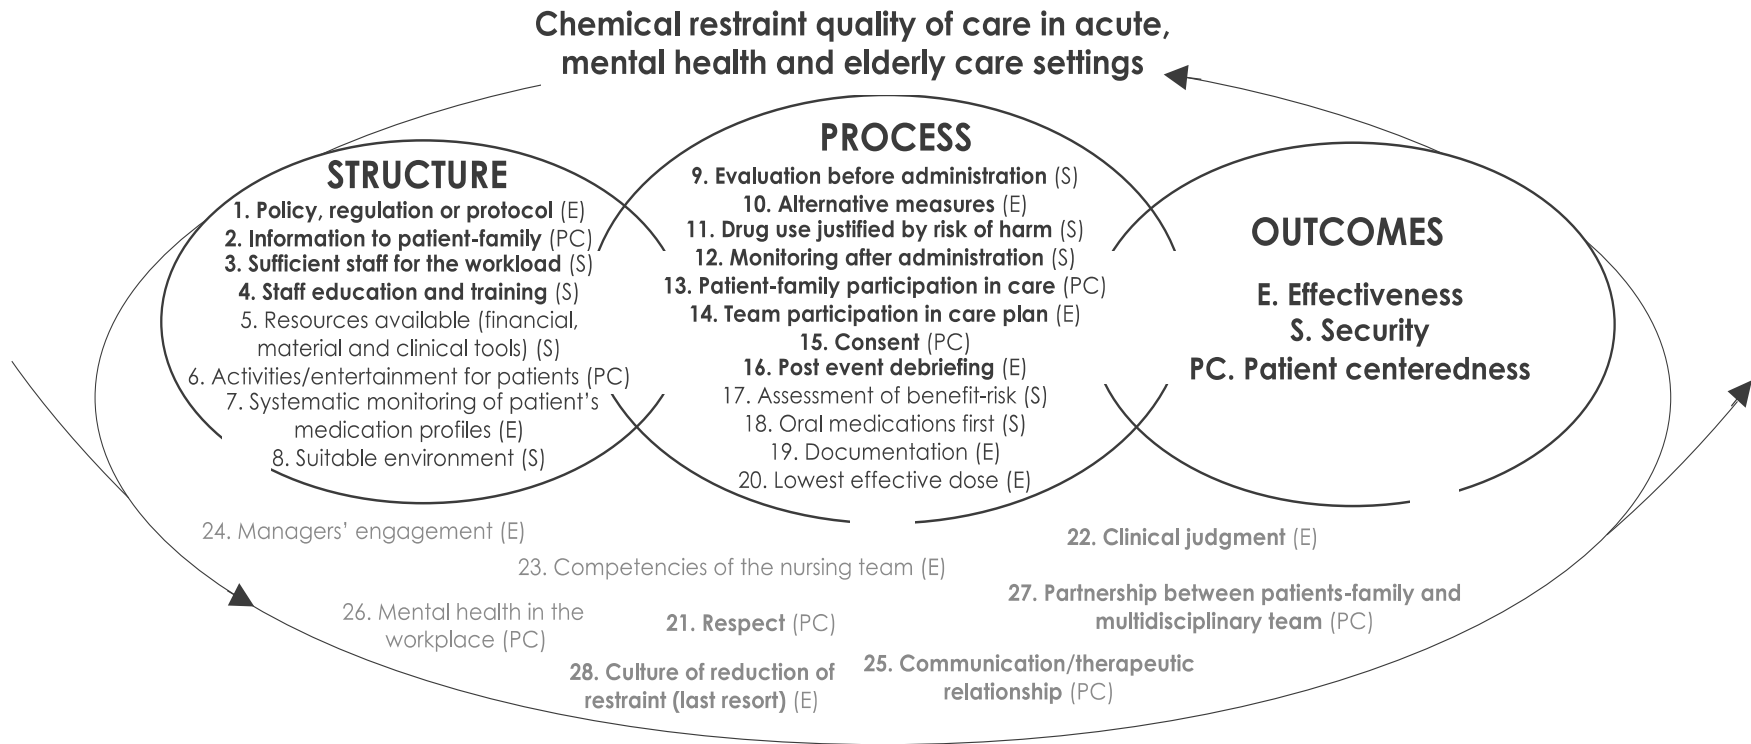 Chemical restraint quality of care in acute,
mental health and elderly care settings
STRUCTURE
1. Policy, regulation or protocol (E)
2. Information to patient-family (PC)
3. Sufficient staff for the workload (S)
4. Staff education and training (S)
5. Resources available (financial,
material and clinical tools) (S)
6. Activities/entertainment for patients (PC)
7. Systematic monitoring of patient's
medication profiles (E)
8. Suitable environment (S)
PROCESS
9. Evaluation before administration (S)
10. Alternative measures (E)
11. Drug use justified by risk of harm (S)
12. Monitoring after administration (S)
13. Patient-family participation in care (PC)
14. Team participation in care plan (E)
15. Consent (PC)
16. Post event debriefing (E)
17. Assessment of benefit-risk (S)
18. Oral medications first (S)
19. Documentation (E)
20. Lowest effective dose (E)
OUTCOMES
E. Effectiveness
S. Security
PC. Patient centeredness
24. Managers' engagement (E)
23. Competencies of the nursing team (E)
22. Clinical judgment (E)
26. Mental health in the
workplace (PC)
21. Respect (PC)
27. Partnership between patients-family and
multidisciplinary team (PC)
28. Culture of reduction of
restraint (last resort) (E)
25. Communication/therapeutic
relationship (PC)